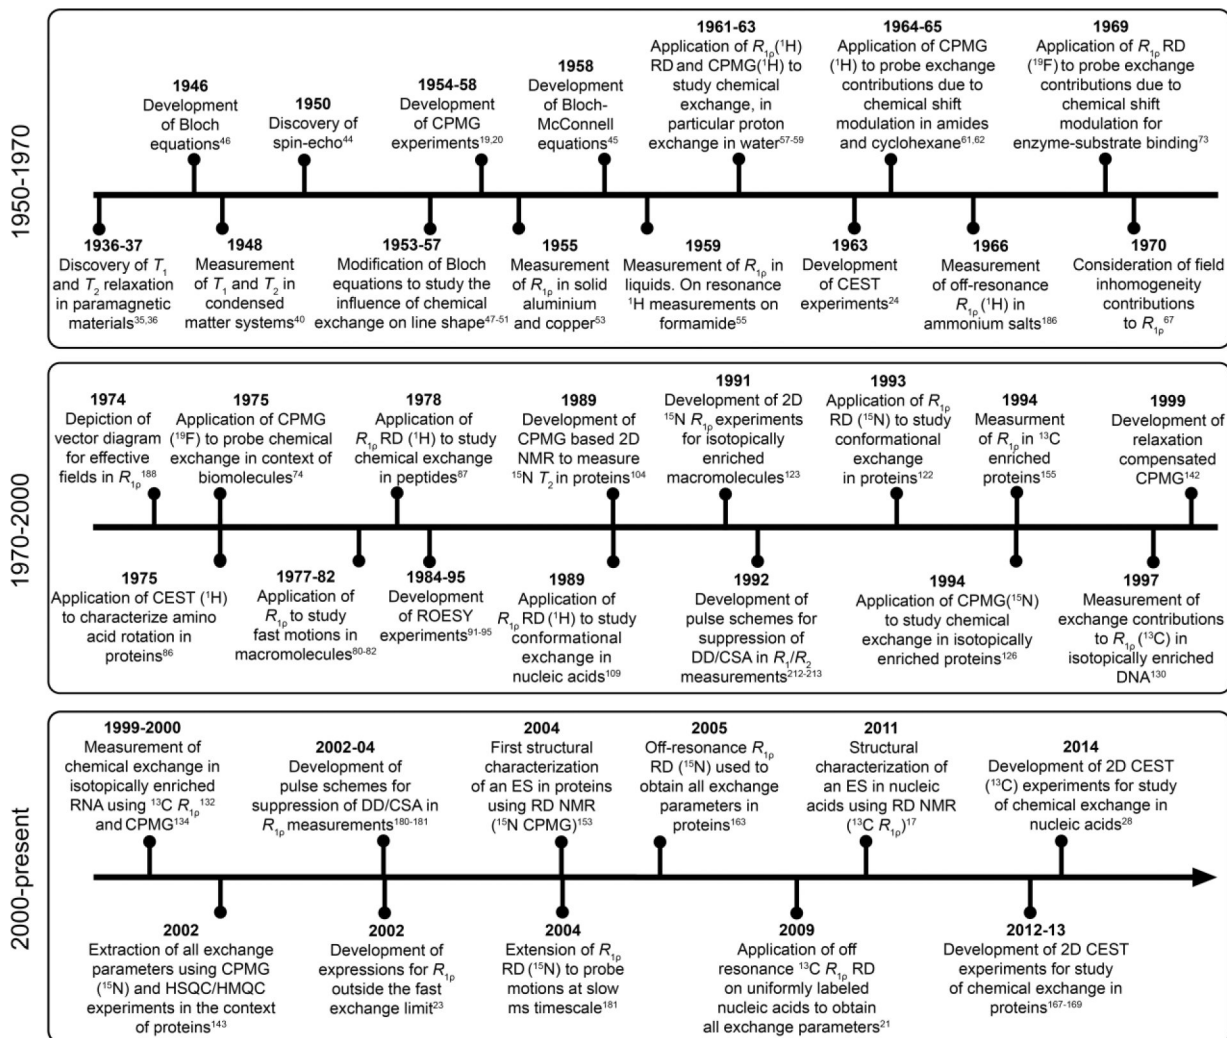 1950-1970
1946
Development
of Bloch
equations46
1950
Discovery of
spin-echo44
1954-58
Development
of CPMG
experiments19,20
1958
Development
of Bloch-
McConnell
equations45
1961-63
Application of R1ρ(1H)
RD and CPMG(1H) to
study chemical
exchange, in
particular proton
exchange in water57-59
1964-65
Application of CPMG
(1H) to probe exchange
contributions due to
chemical shift
modulation in amides
and cyclohexane61,62
1969
Application of R1ρ RD
(19F) to probe exchange
contributions due to
chemical shift
modulation for
enzyme-substrate binding73
1936-37
Discovery of T1
and T2 relaxation
in paramagnetic
materials35,36
1948
Measurement
of T1 and T2 in
condensed
matter systems40
1953-57
Modification of Bloch
equations to study the
influence of chemical
exchange on line shape47-51
1955
Measurement
of R1ρ in solid
aluminium
and copper53
1959
Measurement of R1ρ in
liquids. On resonance
1H measurements on
formamide55
1963
Development
of CEST
experiments24
1966
Measurement
of off-resonance
R1ρ (1H) in
ammonium salts186
1970
Consideration of field
inhomogeneity
contributions
to R1ρ67
1970-2000
1974
Depiction of
vector diagram
for effective
fields in R1ρ188
1975
Application of CPMG
(19F) to probe chemical
exchange in context of
biomolecules74
1978
Application of
R1ρ RD (1H) to study
chemical exchange
in peptides87
1989
Development of
CPMG based 2D
NMR to measure
15N T2 in proteins104
1991
Development of 2D
15N R1ρ experiments
for isotopically
enriched
macromolecules123
1993
Application of R1ρ
RD (15N) to study
conformational
exchange
in proteins122
1994
Measurment
of R1ρ in 13C
enriched
proteins155
1999
Development of
relaxation
compensated
CPMG142
1975
Application of CEST (1H)
to characterize amino
acid rotation in
proteins86
1977-82
Application of
R1ρ to study
fast motions in
macromolecules80-82
1984-95
Development
of ROESY
experiments91-95
1989
Application of
R1ρ RD (1H) to study
conformational
exchange in
nucleic acids109
1992
Development of
pulse schemes for
suppression of
DD/CSA in R1/R2
measurements212-213
1994
Application of CPMG(15N)
to study chemical
exchange in isotopically
enriched proteins126
1997
Measurement of
exchange contributions
to R1ρ (13C) in
isotopically enriched
DNA130
2000-present
1999-2000
Measurement of
chemical exchange in
isotopically enriched
RNA using 13C R1ρ132
and CPMG134
2002-04
Development of
pulse schemes for
suppression of DD/CSA in
R1ρ measurements180-181
2004
First structural
characterization
of an ES in proteins
using RD NMR
(15N CPMG)153
2005
Off-resonance R1ρ
RD (15N) used to
obtain all exchange
parameters in
proteins163
2011
Structural
characterization of
an ES in nucleic
acids using RD NMR
(13C R1ρ)17
2014
Development of 2D CEST
(13C) experiments for study
of chemical exchange in
nucleic acids28
2002
Extraction of all exchange
parameters using CPMG
(15N) and HSQC/HMQC
experiments in the context
of proteins143
2002
Development of
expressions for R1ρ
outside the fast
exchange limit23
2004
Extension of R1ρ
RD (15N) to probe
motions at slow
ms timescale181
2009
Application of off
resonance 13C R1ρ RD
on uniformly labeled
nucleic acids to obtain
all exchange parameters21
2012-13
Development of 2D CEST
experiments for study
of chemical exchange in
proteins167-169